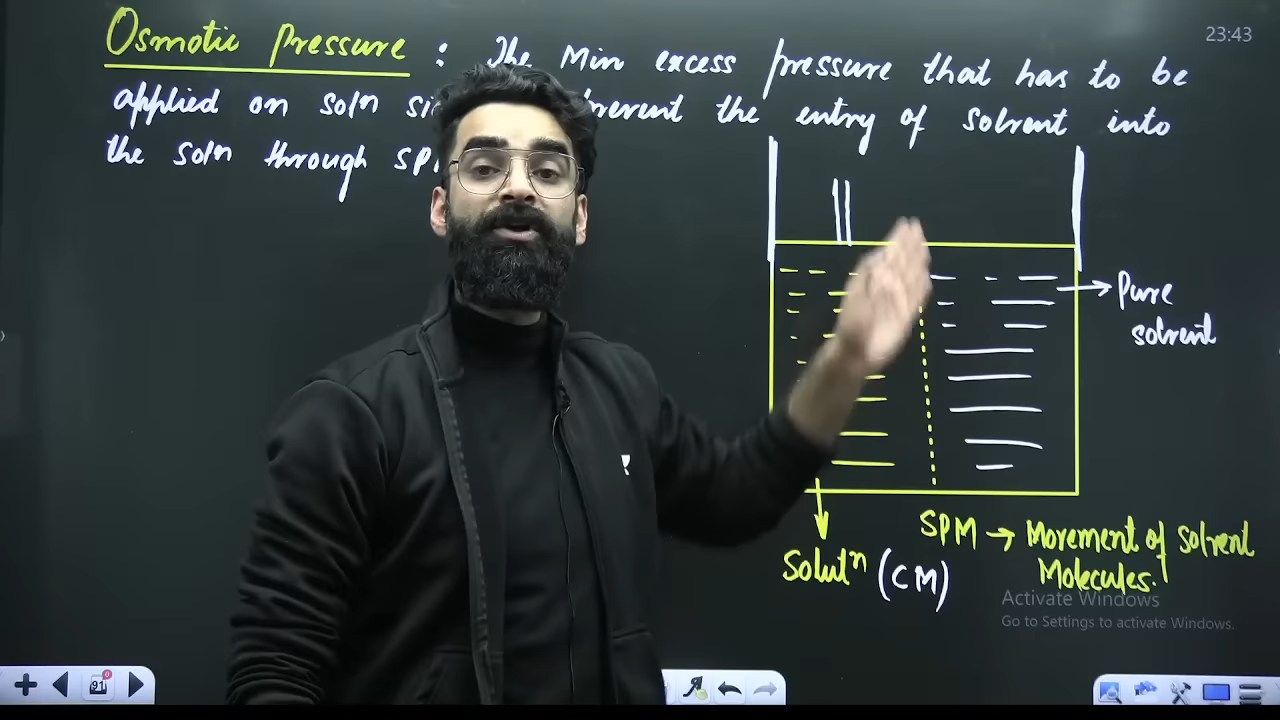 23:43
Osmotic Pressure : The Min excess pressure that has to be
applied on solⁿ the entry of solvent into
the solⁿ through
Pure
solvent
SPM → Movement of solvent
Molecules.
Solutⁿ (CM)
Activate Windows
Go to Settings to activate Windows.
91
0